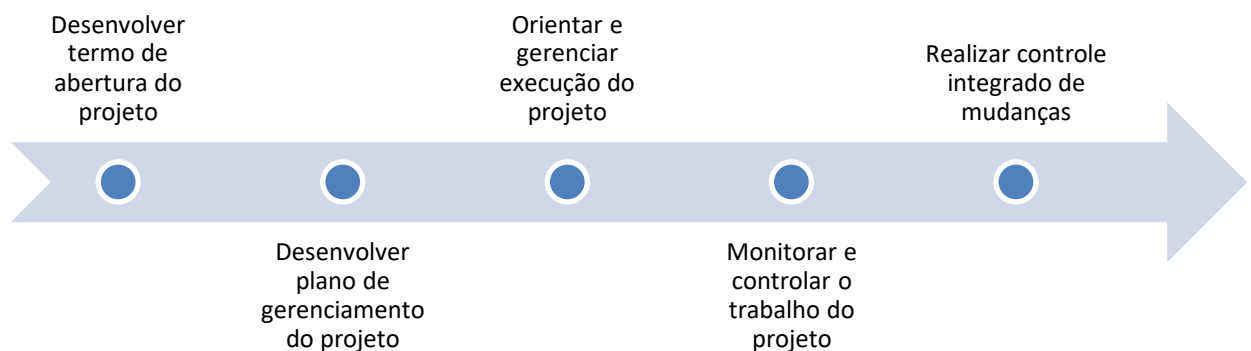 Desenvolver
termo de
abertura do
projeto
Desenvolver
plano de
gerenciamento
do projeto
Orientar e
gerenciar
execução do
projeto
Monitorar e
controlar o
trabalho do
projeto
Realizar controle
integrado de
mudanças